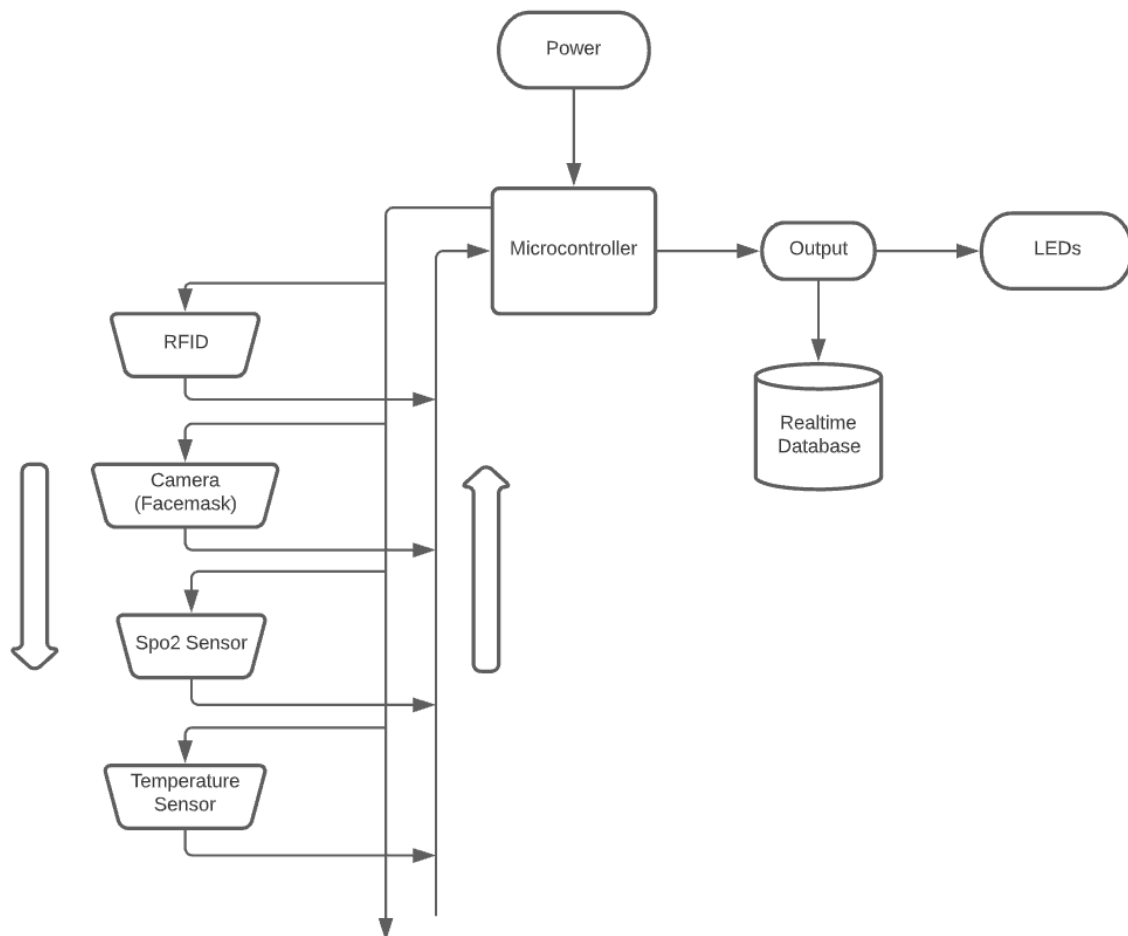 Power
Microcontroller
Output
LEDs
RFID
Realtime
Database
Camera
(Facemask)
Spo2 Sensor
Temperature
Sensor